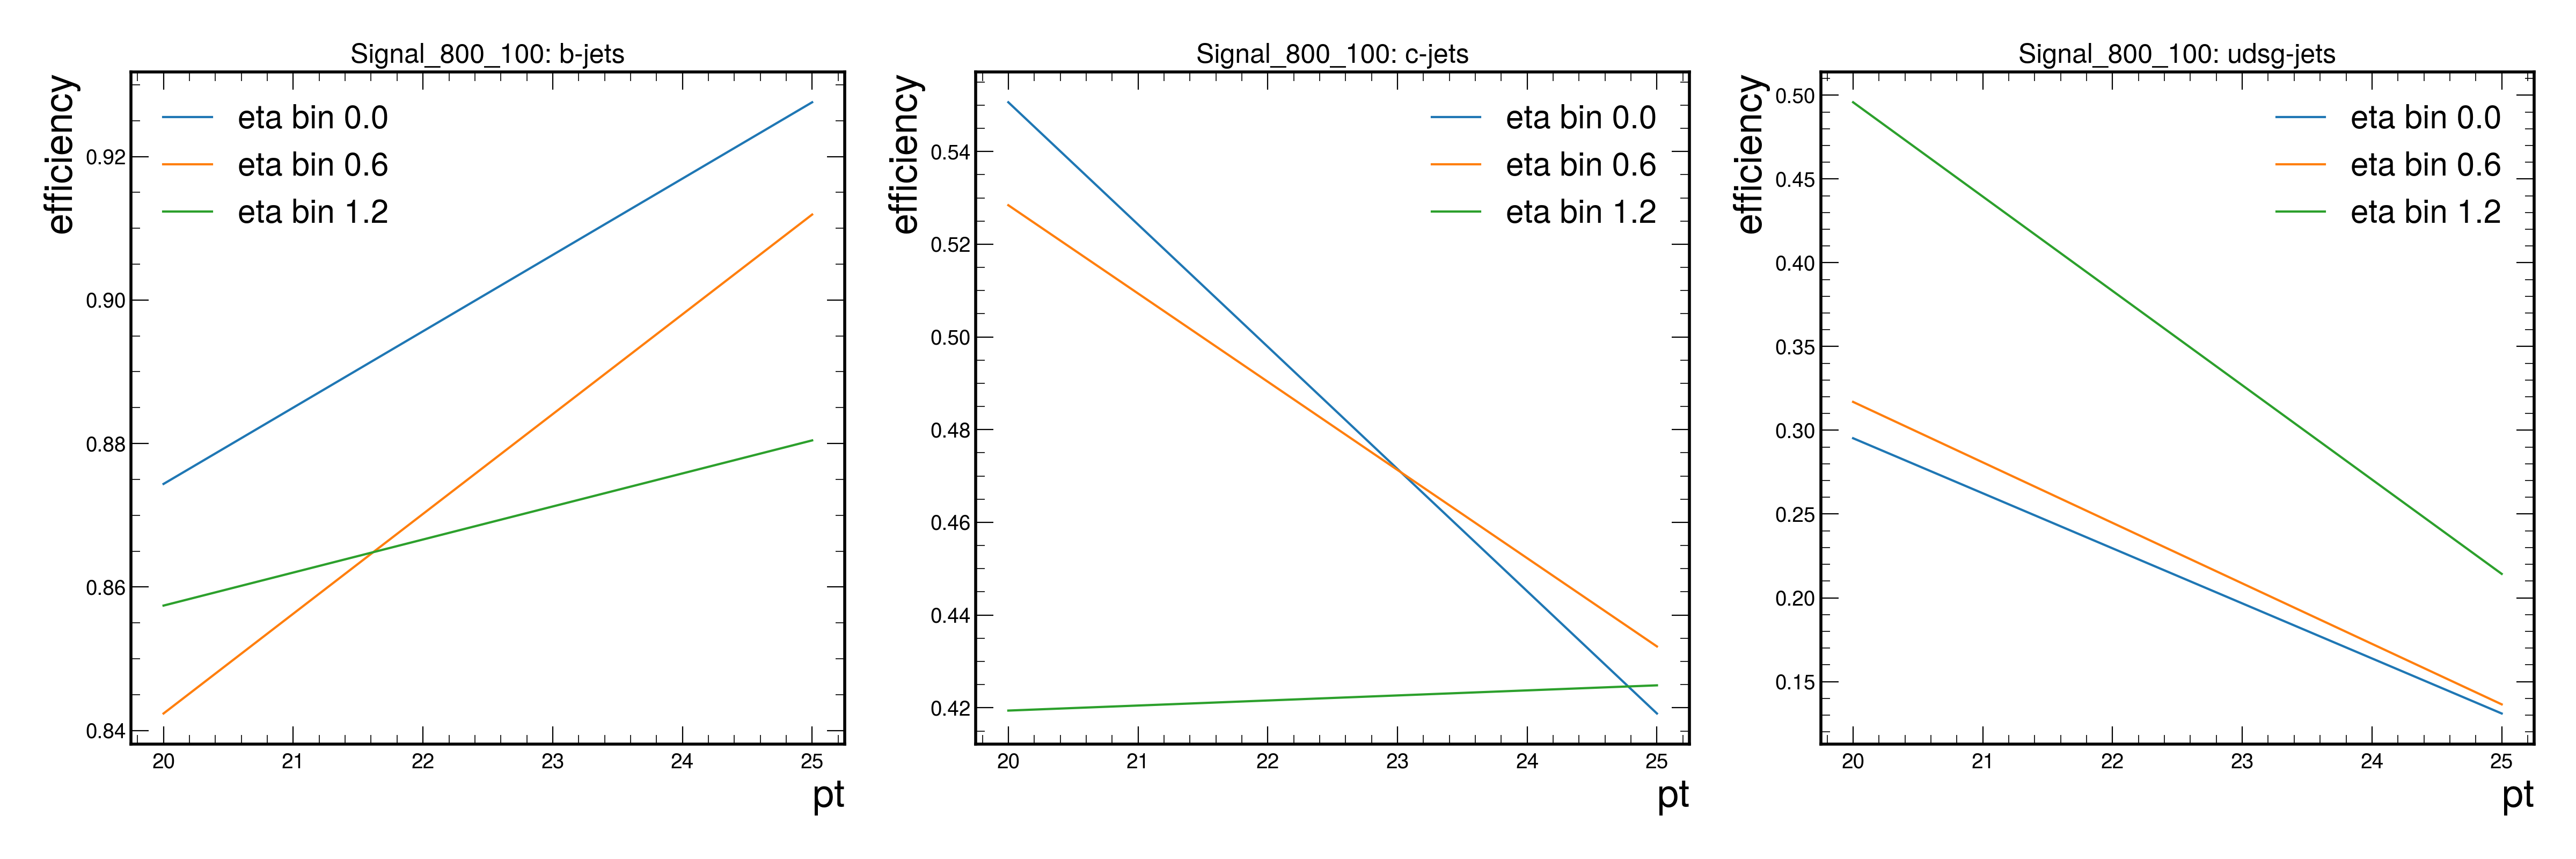 Signal_800_100: b-jets
efficiency
eta bin 0.0
eta bin 0.6
eta bin 1.2
0.92
0.90
0.88
0.86
0.84
20 21 22 23 24 25
pt
Signal_800_100: c-jets
efficiency
eta bin 0.0
eta bin 0.6
eta bin 1.2
0.54
0.52
0.50
0.48
0.46
0.44
0.42
20 21 22 23 24 25
pt
Signal_800_100: udsg-jets
efficiency
eta bin 0.0
eta bin 0.6
eta bin 1.2
0.50
0.45
0.40
0.35
0.30
0.25
0.20
0.15
20 21 22 23 24 25
pt